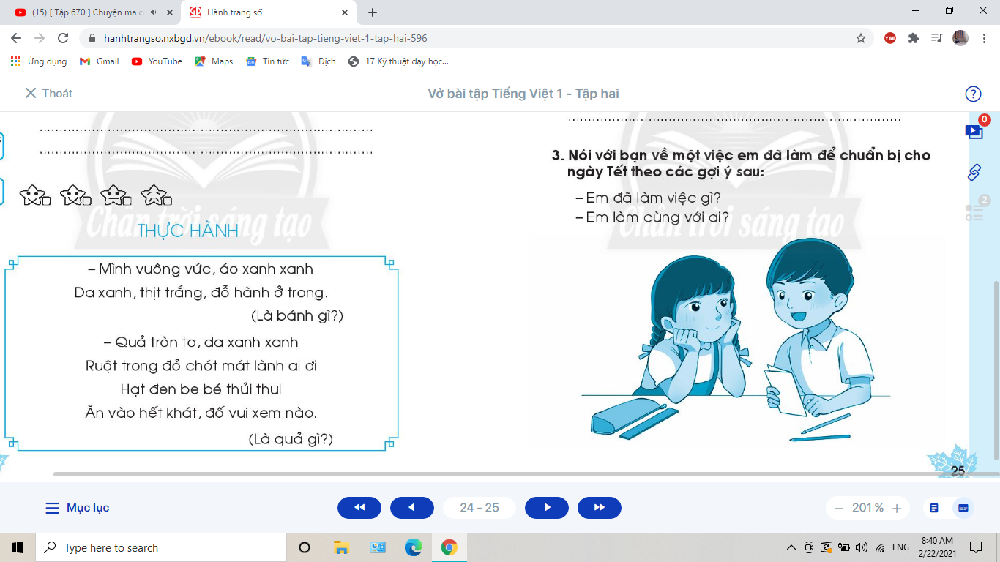 (15) [ Tập 670 ] Chuyện ma c
Hành trang số
hanhtrangso.nxbgd.vn/ebook/read/vo-bai-tap-tieng-viet-1-tap-hai-596
YAB
Ứng dụng
Gmail
YouTube
Maps
Tin tức
Dịch
17 Kỹ thuật dạy học...
Thoát
Vở bài tập Tiếng Việt 1 - Tập hai
?
0
2
Chân trời sáng tạo
THỰC HÀNH
– Mình vuông vức, áo xanh xanh
Da xanh, thịt trắng, đỗ hành ở trong.
(Là bánh gì?)
– Quả tròn to, da xanh xanh
Ruột trong đỏ chót mát lành ai ơi
Hạt đen be bé thủi thui
Ăn vào hết khát, đố vui xem nào.
(Là quả gì?)
3. Nói với bạn về một việc em đã làm để chuẩn bị cho
ngày Tết theo các gợi ý sau:
– Em đã làm việc gì?
– Em làm cùng với ai?
Chân trời sáng tạo
25
Mục lục
24 - 25
201 %
Type here to search
ENG
8:40 AM
2/22/2021